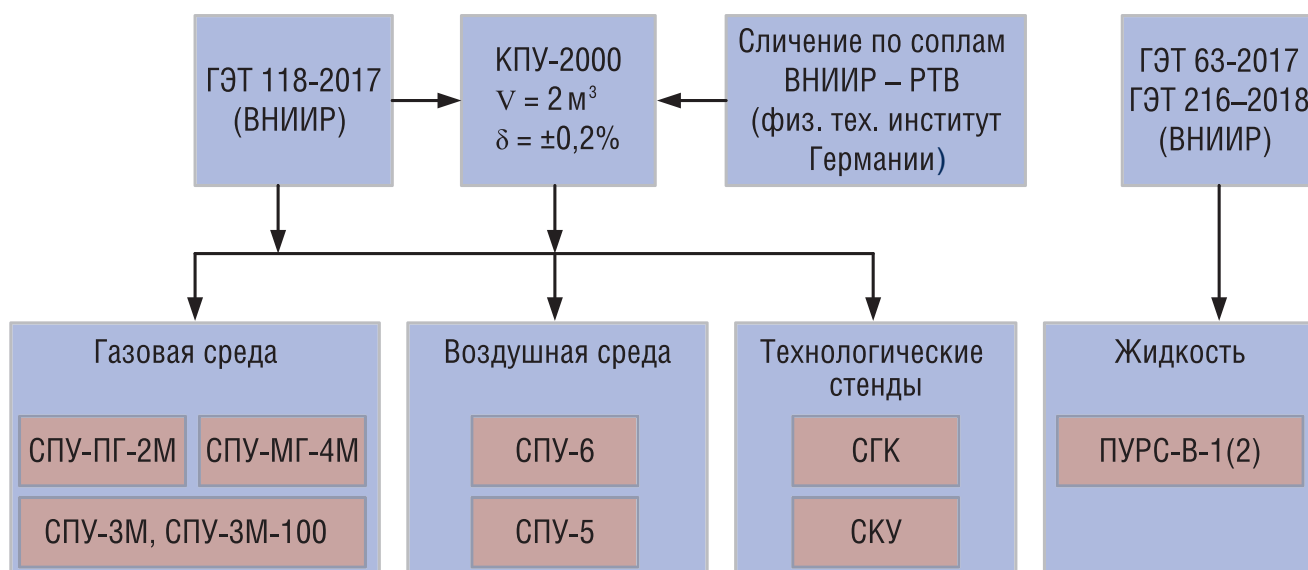 ГЭТ 118-2017
(ВНИИР)
КПУ-2000
V = 2 м³
δ = ±0,2%
Сличение по соплам
ВНИИР – РТВ
(физ. тех. институт
Германии)
ГЭТ 63-2017
ГЭТ 216–2018
(ВНИИР)
Газовая среда
СПУ-ПГ-2М
СПУ-МГ-4М
СПУ-3М, СПУ-3М-100
Воздушная среда
СПУ-6
СПУ-5
Технологические
стенды
СГК
СКУ
Жидкость
ПУРС-В-1(2)